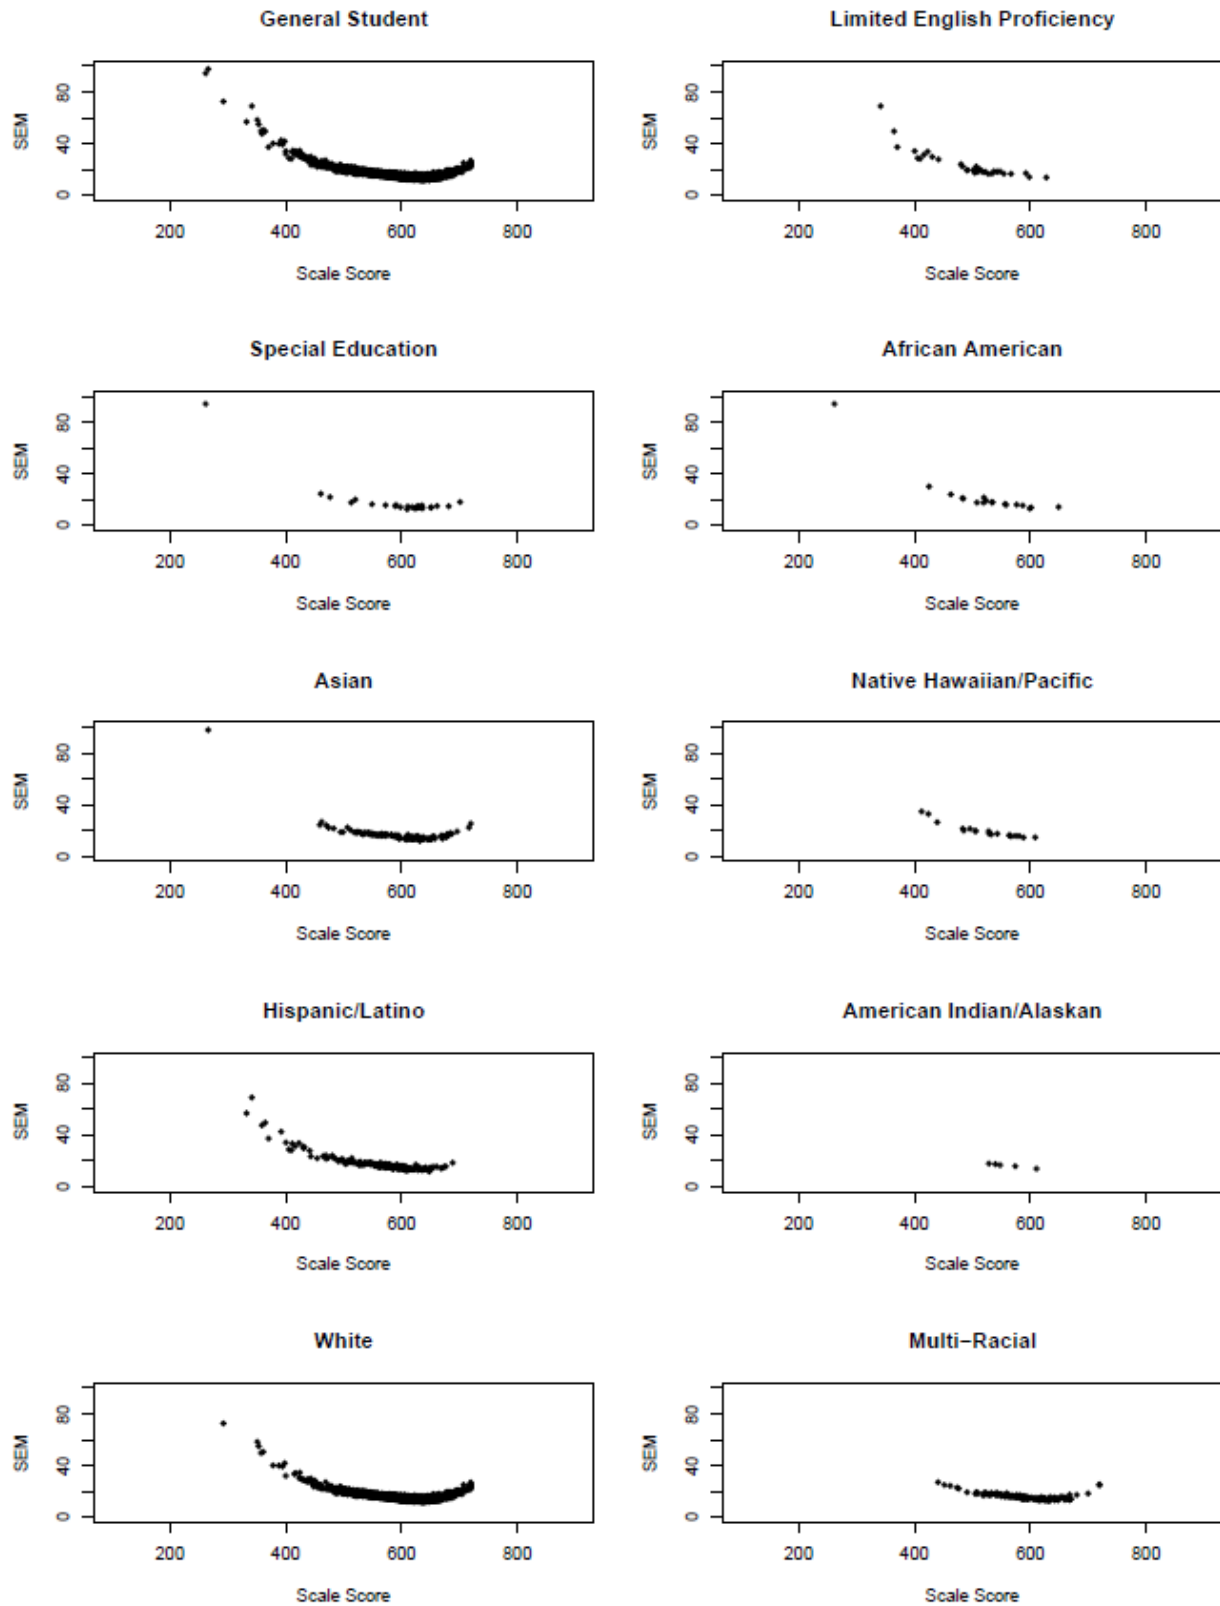 General Student
Limited English Proficiency
SEM
0 40 80
200 400 600 800
Scale Score
SEM
0 40 80
200 400 600 800
Scale Score
Special Education
African American
SEM
0 40 80
200 400 600 800
Scale Score
SEM
0 40 80
200 400 600 800
Scale Score
Asian
Native Hawaiian/Pacific
SEM
0 40 80
200 400 600 800
Scale Score
SEM
0 40 80
200 400 600 800
Scale Score
Hispanic/Latino
American Indian/Alaskan
SEM
0 40 80
200 400 600 800
Scale Score
SEM
0 40 80
200 400 600 800
Scale Score
White
Multi−Racial
SEM
0 40 80
200 400 600 800
Scale Score
SEM
0 40 80
200 400 600 800
Scale Score